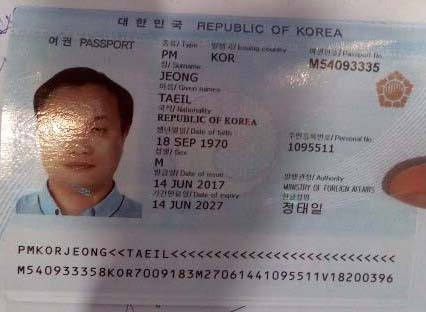 대한민국 REPUBLIC OF KOREA
여권 PASSPORT
종류/ Type 발행국/ Issuing country 여권번호/ Passport No.
PM KOR M54093335
성/ Surname
JEONG
이름/ Given names
TAEIL
국적/ Nationality
REPUBLIC OF KOREA
생년월일/ Date of birth 주민등록번호/ Personal No.
18 SEP 1970 1095511
성별/ Sex
M
발급일/ Date of issue 발행관청/ Authority
14 JUN 2017 MINISTRY OF FOREIGN AFFAIRS
기간만료일/ Date of expiry 한글성명
14 JUN 2027 정태일
PMKORJEONG<<TAEIL<<<<<<<<<<<<<<<<<<<<<<<<<<<
M540933358KOR7009183M27061441095511V18200396